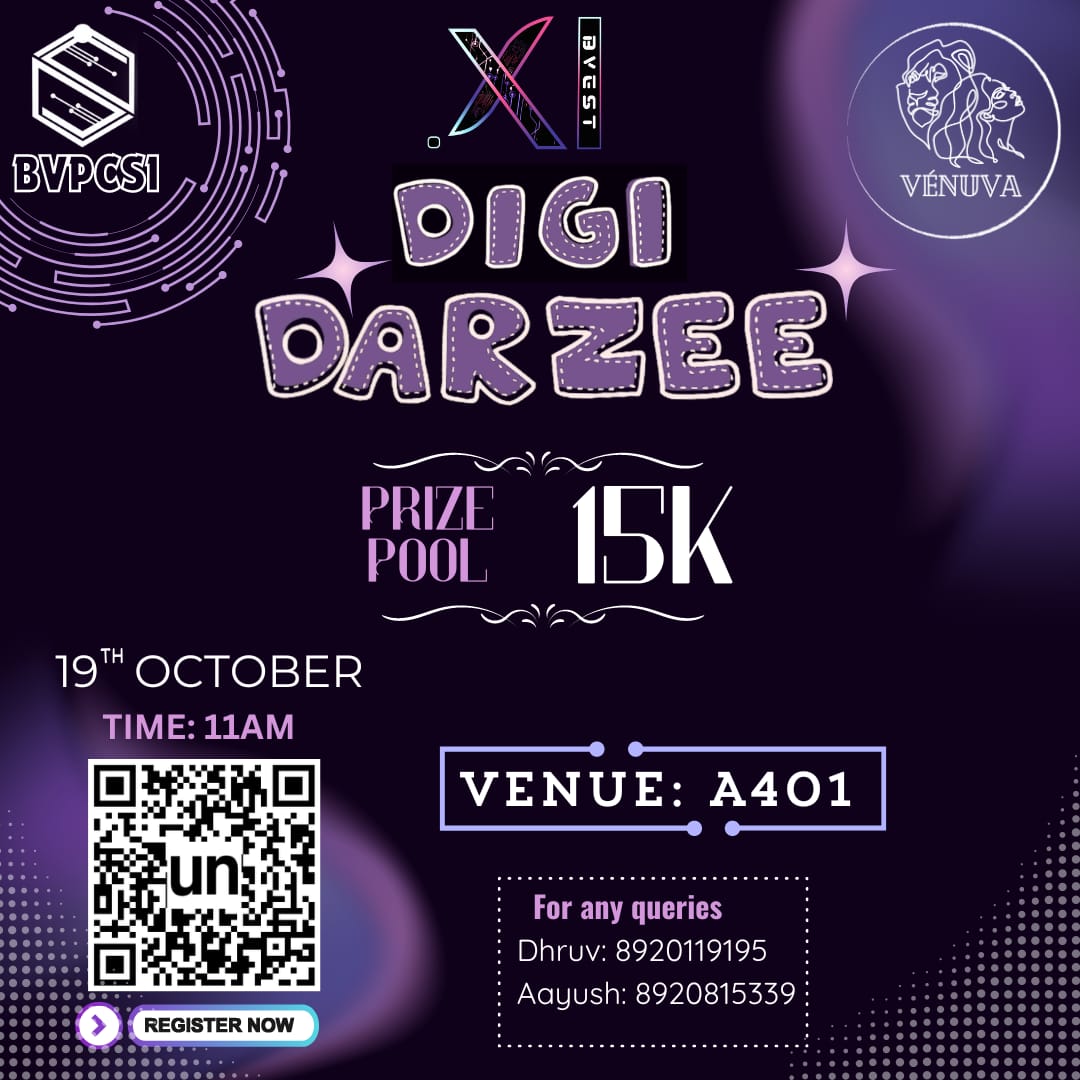 BVPCSI
.XI
BVEST
VÉNUVA
DIGI
DARZEE
PRIZE
POOL
15K
19TH OCTOBER
TIME: 11AM
un
REGISTER NOW
VENUE: A401
For any queries
Dhruv: 8920119195
Aayush: 8920815339